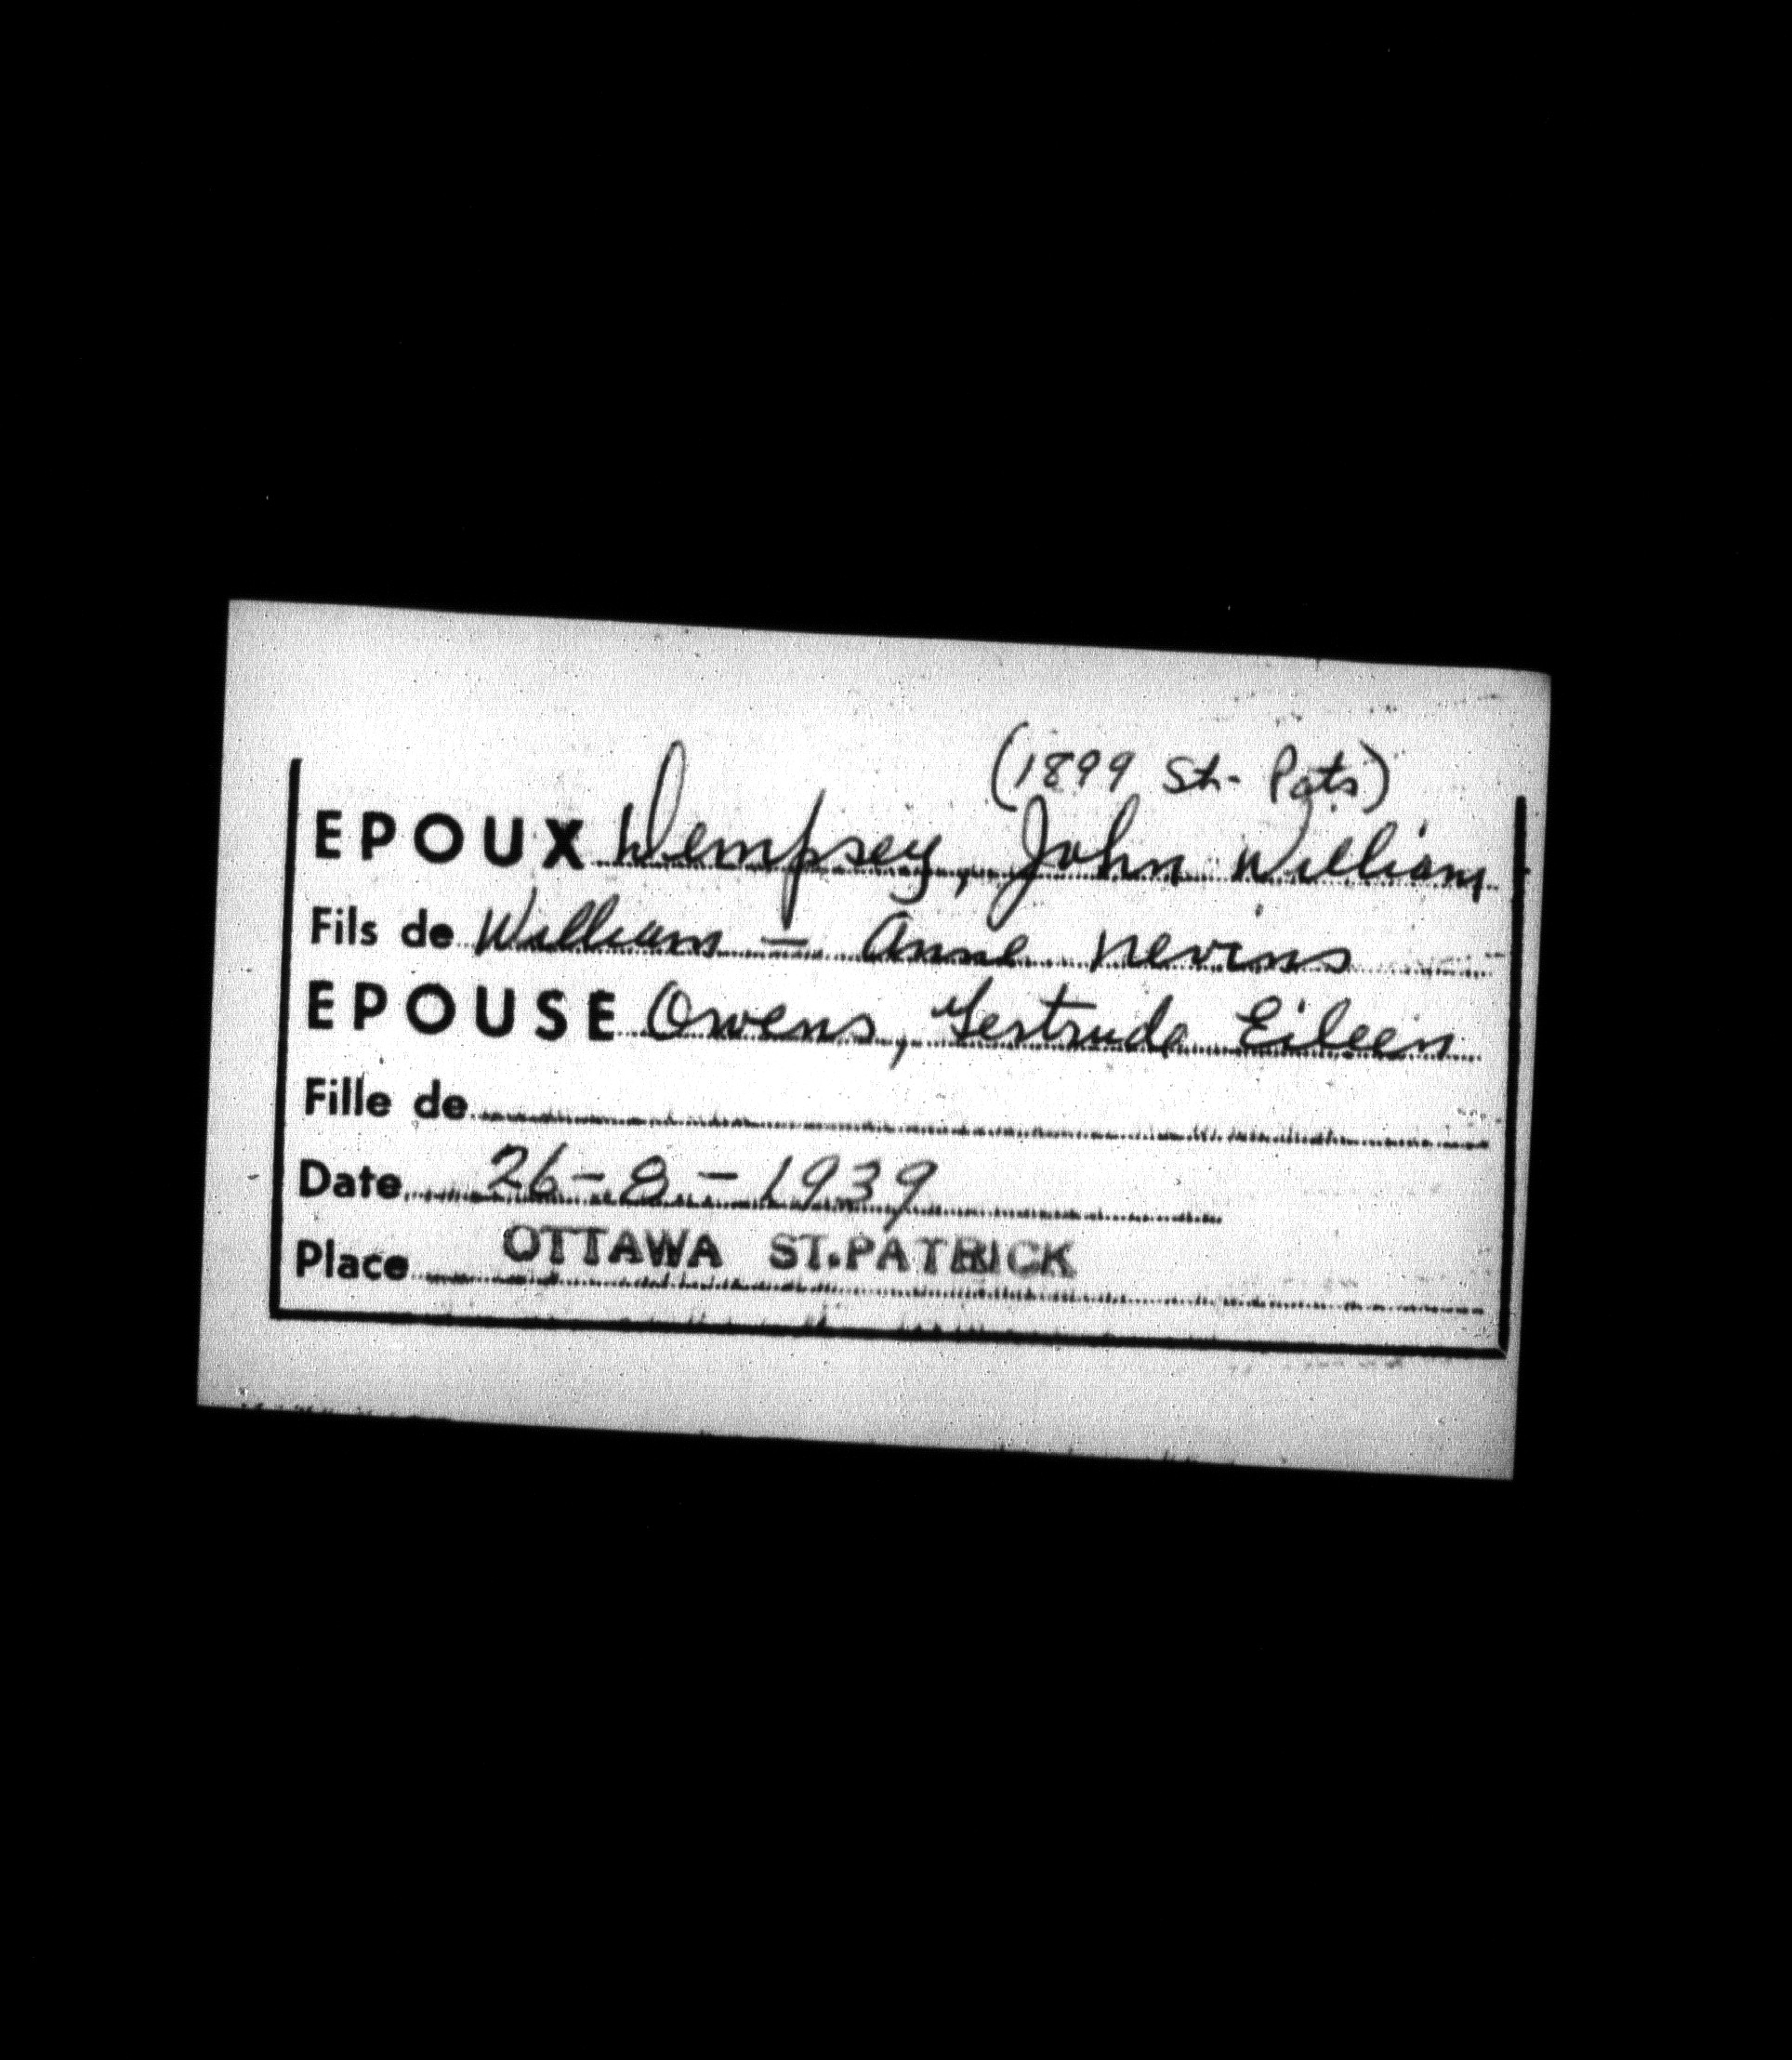 (1899 St. Pats)
EPOUX Dempsey, John William
Fils de William - Anne Nevins
EPOUSE Owens, Gertrude Eileen
Fille de
Date 26-8-1939
Place OTTAWA ST.PATRICK